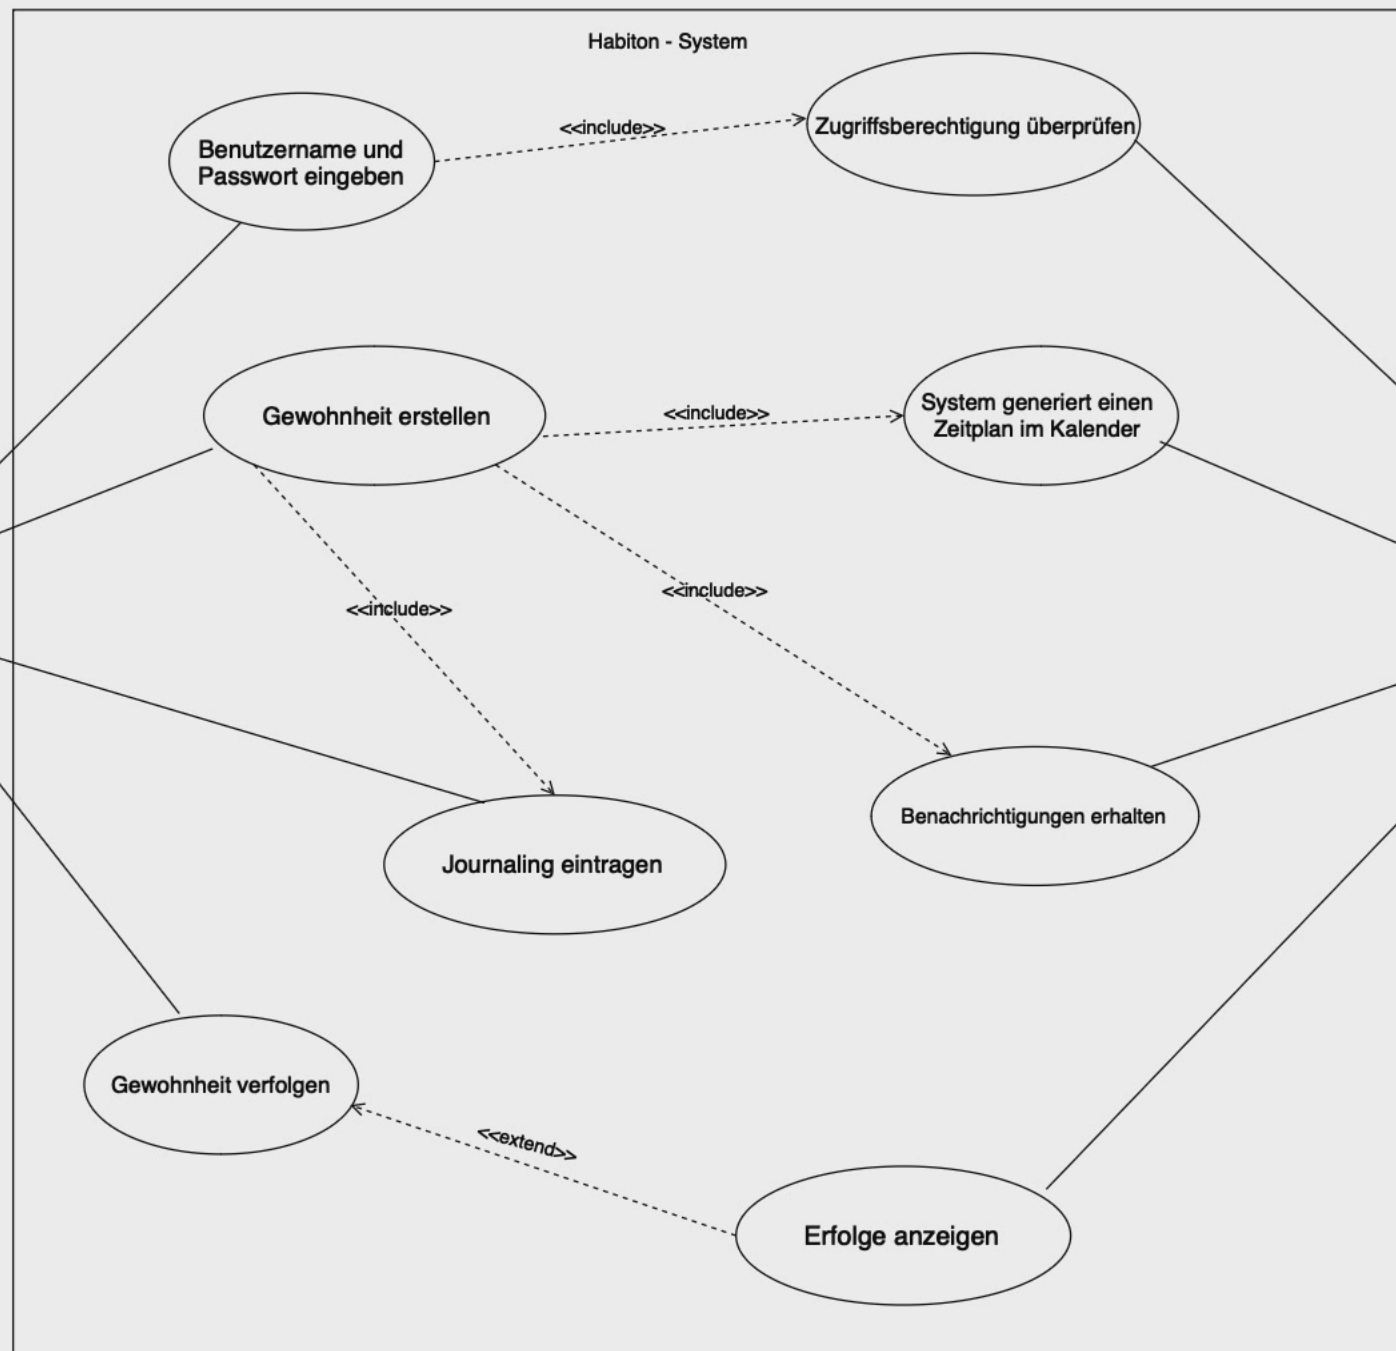 Habiton - System
<<include>>
Zugriffsberechtigung überprüfen
Benutzername und
Passwort eingeben
Gewohnheit erstellen
<<include>>
System generiert einen
Zeitplan im Kalender
<<include>>
<<include>>
Journaling eintragen
Benachrichtigungen erhalten
Gewohnheit verfolgen
<<extend>>
Erfolge anzeigen